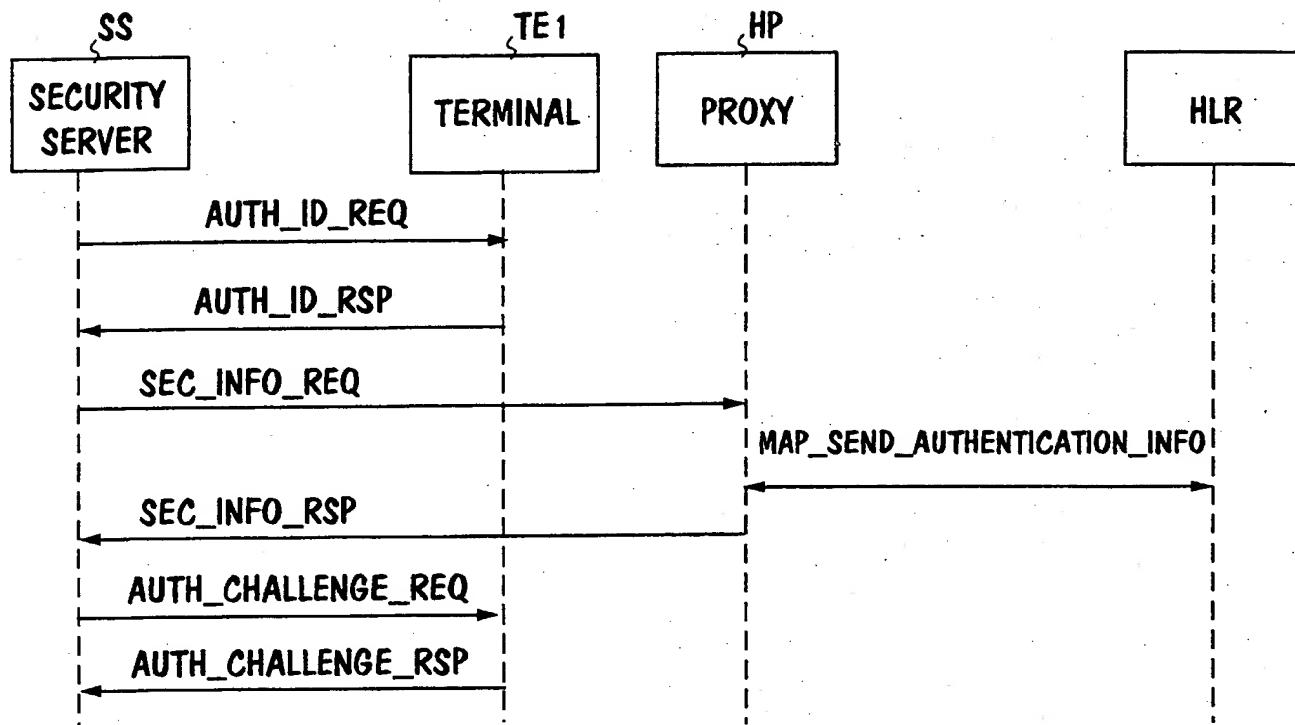 SS
TE1
HP
SECURITY
SERVER
TERMINAL
PROXY
HLR
AUTH_ID_REQ
AUTH_ID_RSP
SEC_INFO_REQ
MAP_SEND_AUTHENTICATION_INFO
SEC_INFO_RSP
AUTH_CHALLENGE_REQ
AUTH_CHALLENGE_RSP